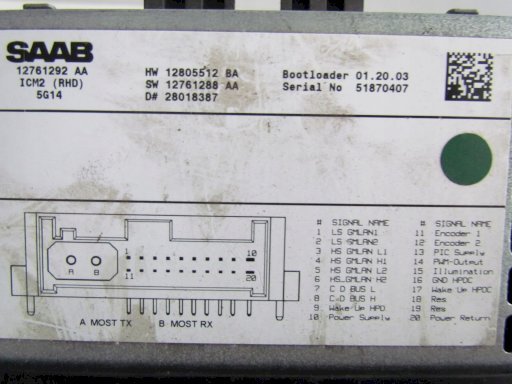 SAAB
12761292 AA
ICM2 (RHD)
5G14
HW 12805512 BA
SW 12761288 AA
D# 28018387
Bootloader 01.20.03
Serial No 51870407
1 10
A B
11 20
A MOST TX B MOST RX
# SIGNAL NAME
1 LS GMLAN1
2 LS GMLAN2
3 HS GMLAN L1
4 HS GMLAN H1
5 HS GMLAN L2
6 HS GMLAN H2
7 C D BUS L
8 C D BUS H
9 Wake Up HPD
10 Power Supply
# SIGNAL NAME
11 Encoder 1
12 Encoder 2
13 PIC Supply
14 PWM-Output
15 Illumination
16 GND HPDC
17 Wake Up HPDC
18 Res
19 Res
20 Power Return